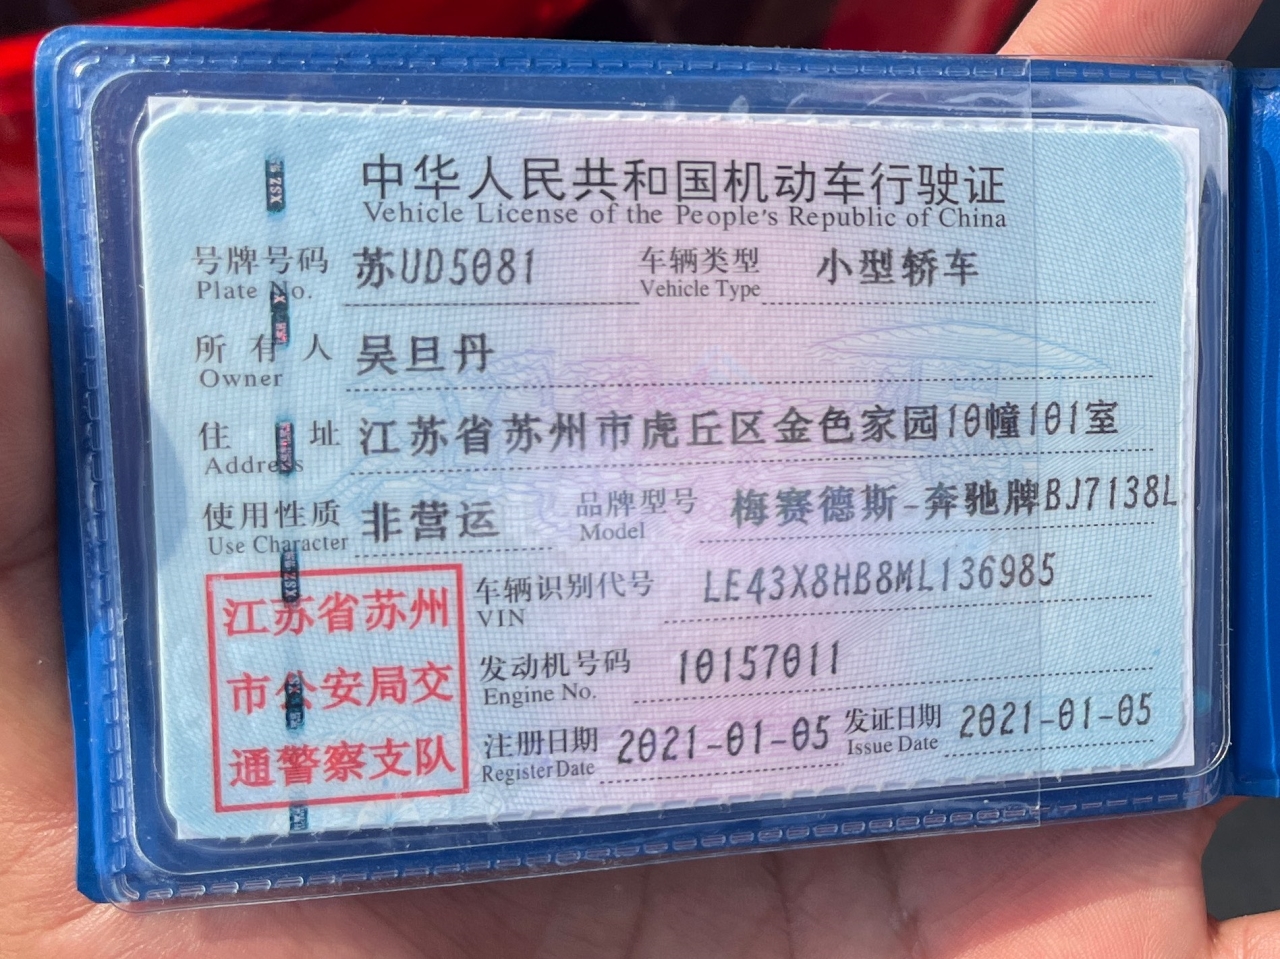 中华人民共和国机动车行驶证
Vehicle License of the People's Republic of China
号牌号码 苏UD5081 车辆类型 小型轿车
Plate No. Vehicle Type
所有人 吴旦丹
Owner
住址 江苏省苏州市虎丘区金色家园10幢101室
Address
使用性质 非营运 品牌型号 梅赛德斯-奔驰牌BJ7138L
Use Character Model
江苏省苏州
市公安局交
通警察支队
车辆识别代号 LE43X8HB8ML136985
VIN
发动机号码 10157011
Engine No.
注册日期 2021-01-05 发证日期 2021-01-05
Register Date Issue Date